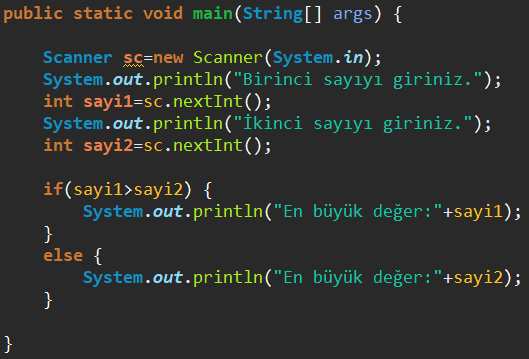 public static void main(String[] args) {
Scanner sc=new Scanner(System.in);
System.out.println("Birinci sayıyı giriniz.");
int sayi1=sc.nextInt();
System.out.println("İkinci sayıyı giriniz.");
int sayi2=sc.nextInt();
if(sayi1>sayi2) {
System.out.println("En büyük değer:"+sayi1);
}
else {
System.out.println("En büyük değer:"+sayi2);
}
}